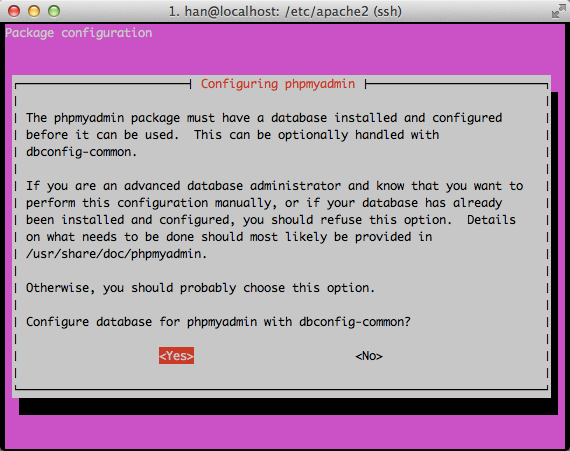 1. han@localhost: /etc/apache2 (ssh)
Package configuration
Configuring phpmyadmin
The phpmyadmin package must have a database installed and configured
before it can be used.  This can be optionally handled with
dbconfig-common.
If you are an advanced database administrator and know that you want to
perform this configuration manually, or if your database has already
been installed and configured, you should refuse this option.  Details
on what needs to be done should most likely be provided in
/usr/share/doc/phpmyadmin.
Otherwise, you should probably choose this option.
Configure database for phpmyadmin with dbconfig-common?
<Yes> <No>